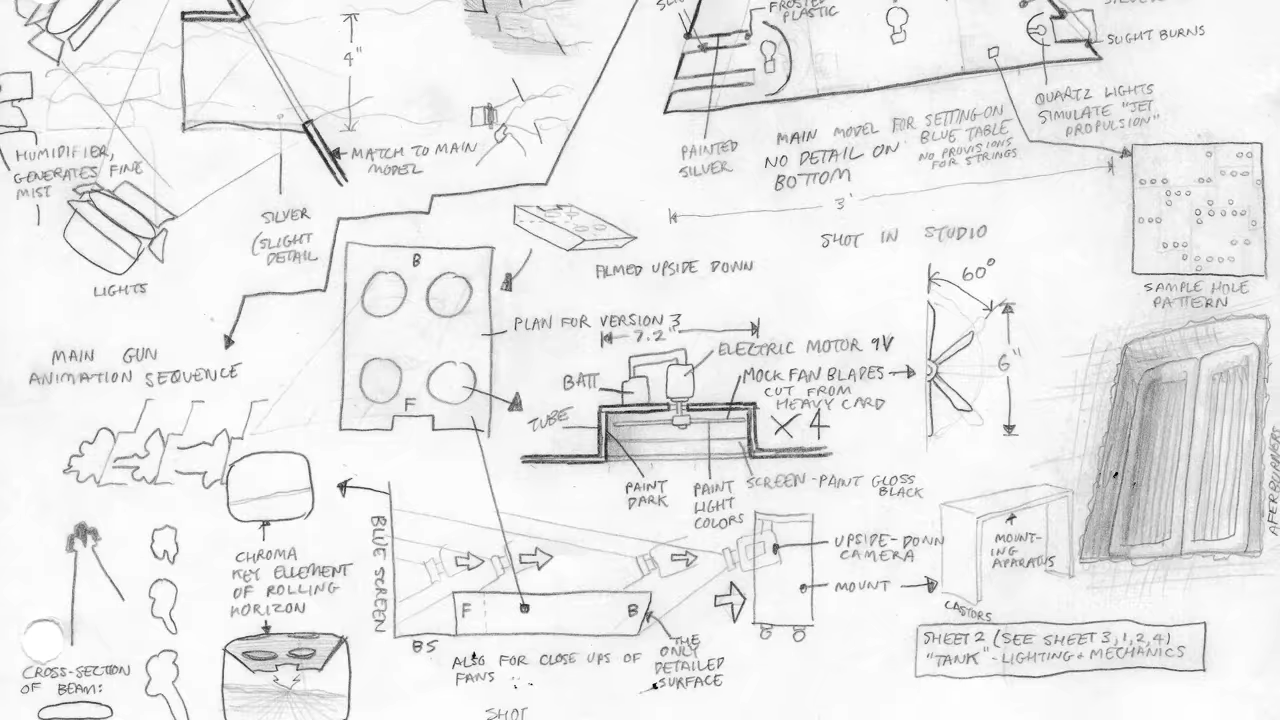 FROSTED
PLASTIC
SLIGHT BURNS
4"
QUARTZ LIGHTS
SIMULATE "JET
PROPULSION"
MAIN MODEL FOR SETTING ON
BLUE TABLE
NO DETAIL ON
BOTTOM
NO PROVISIONS
FOR STRINGS
PAINTED
SILVER
HUMIDIFIER,
GENERATES FINE
MIST
MATCH TO MAIN
MODEL
3'
SILVER
(SLIGHT
DETAIL
SHOT IN STUDIO
LIGHTS
FILMED UPSIDE DOWN
SAMPLE HOLE
PATTERN
B
60°
PLAN FOR VERSION 3
7.2"
ELECTRIC MOTOR 9V
6"
MAIN GUN
ANIMATION SEQUENCE
BATT
MOCK FAN BLADES
CUT FROM
HEAVY CARD
F
TUBE
X 4
PAINT
DARK
PAINT
LIGHT
COLORS
SCREEN-PAINT GLOSS
BLACK
AFERBURNERS
BLUE SCREEN
CHROMA
KEY ELLEMENT
OF ROLLING
HORIZON
UPSIDE-DOWN
CAMERA
MOUNT-
ING
APPARATUS
MOUNT
CASTORS
F
B
BS
THE
ONLY
DETAILED
SURFACE
ALSO FOR CLOSE UPS OF
FANS
SHEET 2 (SEE SHEET 3,1,2,4)
"TANK"-LIGHTING + MECHANICS
CROSS-SECTION
OF BEAM:
SHOT